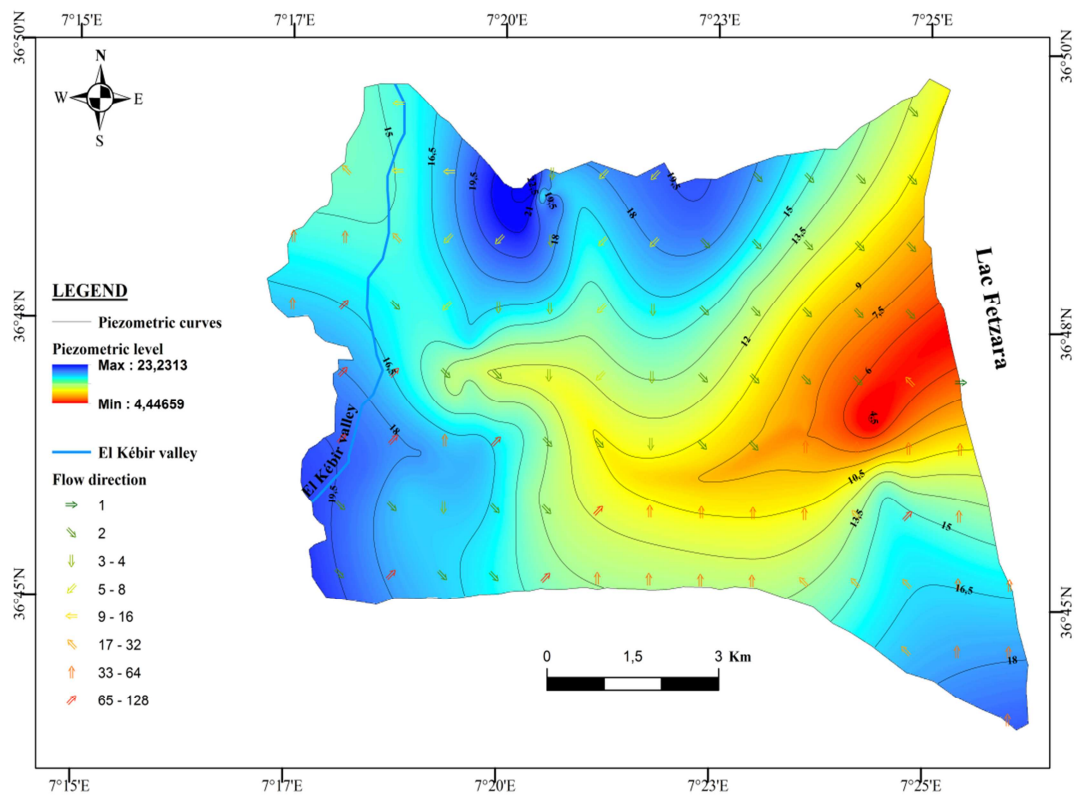 7°15'E 7°17'E 7°20'E 7°23'E 7°25'E
36°50'N
36°50'N
N
W E
S
15
16,5
19,5
21
19,5
18
18
19,5
15
13,5
9
7,5
12
6
4,5
Lac Fetzara
36°48'N
36°48'N
LEGEND
Piezometric curves
Piezometric level
Max : 23,2313
Min : 4,44659
El Kébir valley
Flow direction
1
2
3 - 4
5 - 8
9 - 16
17 - 32
33 - 64
65 - 128
16,5
18
El Kébir valley
19,5
10,5
13,5
15
16,5
18
36°45'N
36°45'N
0 1,5 3 Km
7°15'E 7°17'E 7°20'E 7°23'E 7°25'E